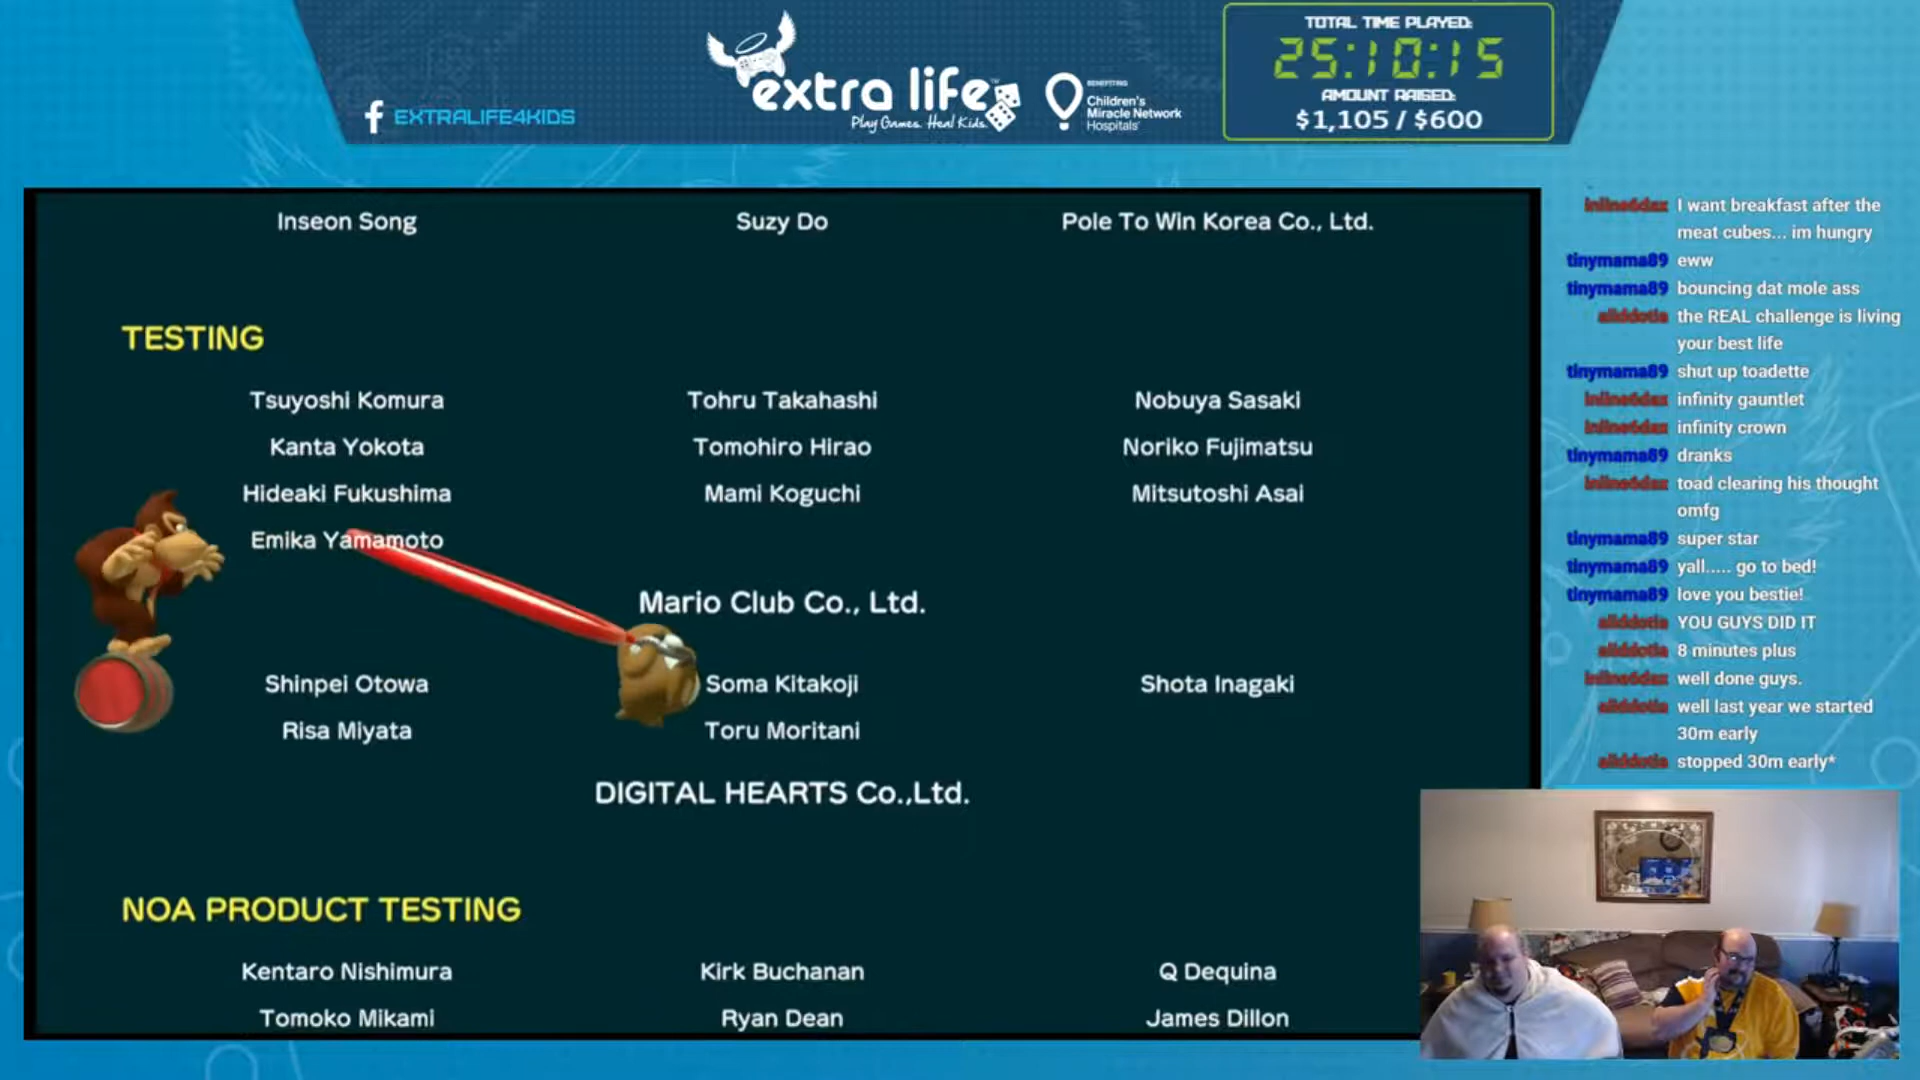 f EXTRALIFE4KIDS
extra life™
Play Games. Heal Kids.
BENEFITING
Children's
Miracle Network
Hospitals®
TOTAL TIME PLAYED:
25:10:15
AMOUNT RAISED:
$1,105 / $600
Inseon Song Suzy Do Pole To Win Korea Co., Ltd.
TESTING
Tsuyoshi Komura Tohru Takahashi Nobuya Sasaki
Kanta Yokota Tomohiro Hirao Noriko Fujimatsu
Hideaki Fukushima Mami Koguchi Mitsutoshi Asai
Emika Yamamoto
Mario Club Co., Ltd.
Shinpei Otowa Soma Kitakoji Shota Inagaki
Risa Miyata Toru Moritani
DIGITAL HEARTS Co.,Ltd.
NOA PRODUCT TESTING
Kentaro Nishimura Kirk Buchanan Q Dequina
Tomoko Mikami Ryan Dean James Dillon
I want breakfast after the
meat cubes... im hungry
tinymama89 eww
tinymama89 bouncing dat mole ass
the REAL challenge is living
your best life
tinymama89 shut up toadette
infinity gauntlet
infinity crown
tinymama89 dranks
toad clearing his thought
omfg
tinymama89 super star
tinymama89 yall..... go to bed!
tinymama89 love you bestie!
YOU GUYS DID IT
8 minutes plus
well done guys.
well last year we started
30m early
stopped 30m early*